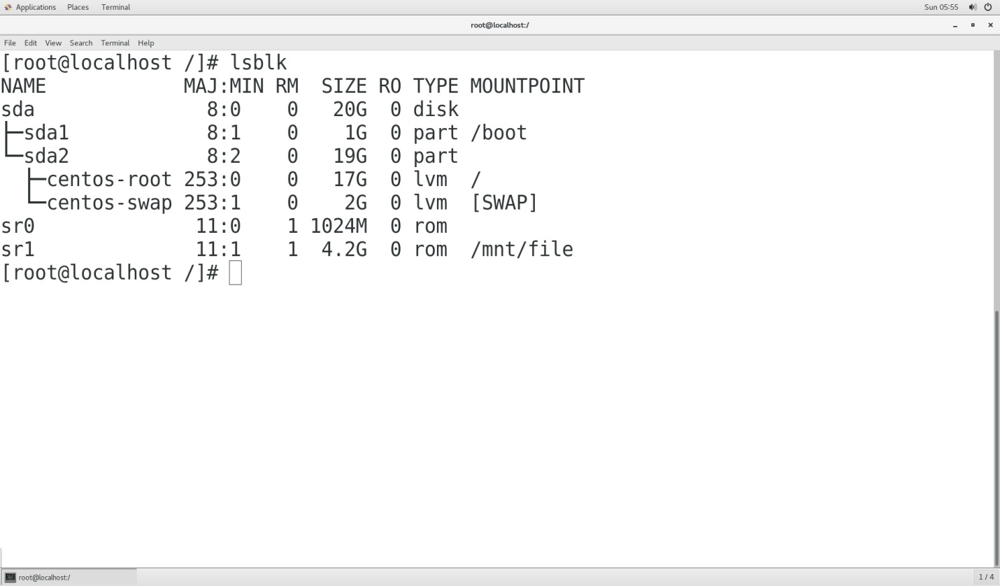 Applications Places Terminal Sun 05:55
root@localhost:/
File Edit View Search Terminal Help
[root@localhost /]# lsblk
NAME            MAJ:MIN RM  SIZE RO TYPE MOUNTPOINT
sda               8:0    0   20G  0 disk
├─sda1            8:1    0    1G  0 part /boot
└─sda2            8:2    0   19G  0 part
  ├─centos-root 253:0    0   17G  0 lvm  /
  └─centos-swap 253:1    0    2G  0 lvm  [SWAP]
sr0              11:0    1 1024M  0 rom
sr1              11:1    1  4.2G  0 rom  /mnt/file
[root@localhost /]#
root@localhost:/ 1 / 4